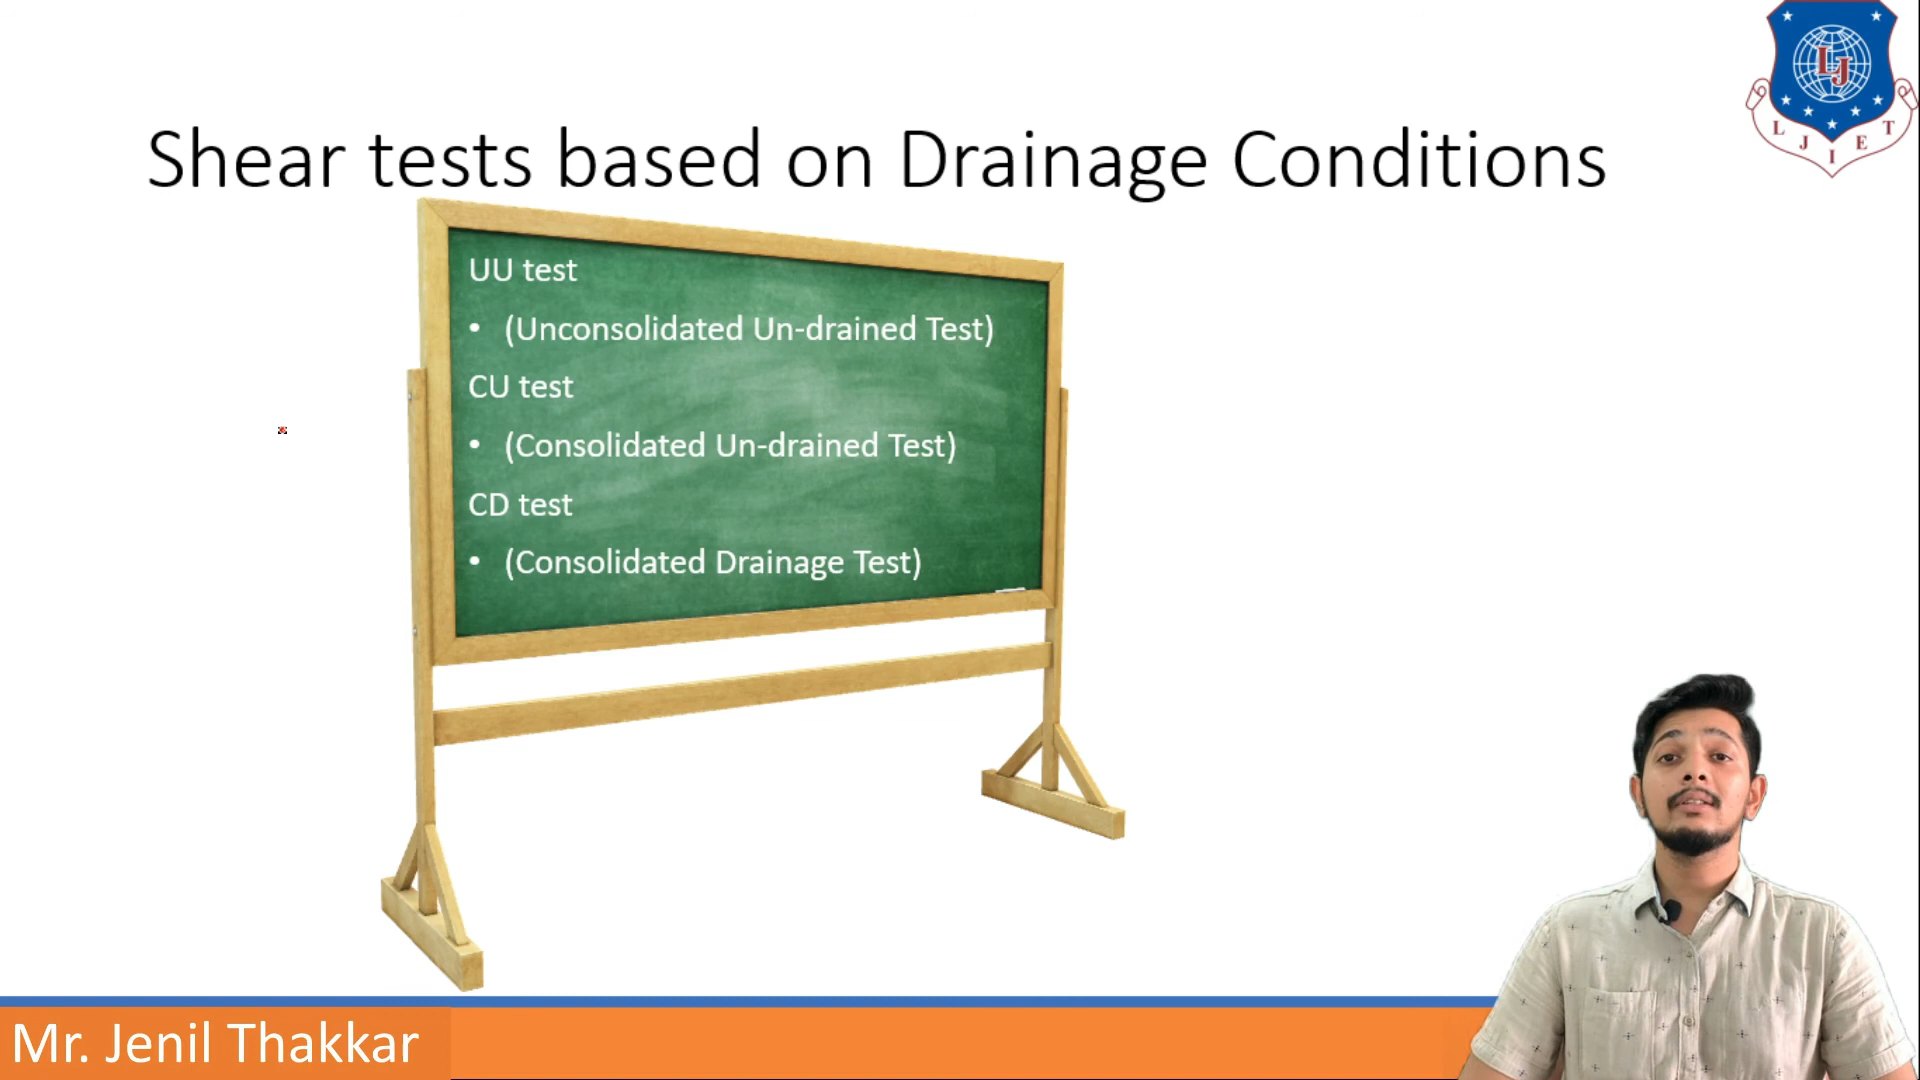 Shear tests based on Drainage Conditions
UU test
• (Unconsolidated Un-drained Test)
CU test
• (Consolidated Un-drained Test)
CD test
• (Consolidated Drainage Test)
LJ
L J I E T
Mr. Jenil Thakkar